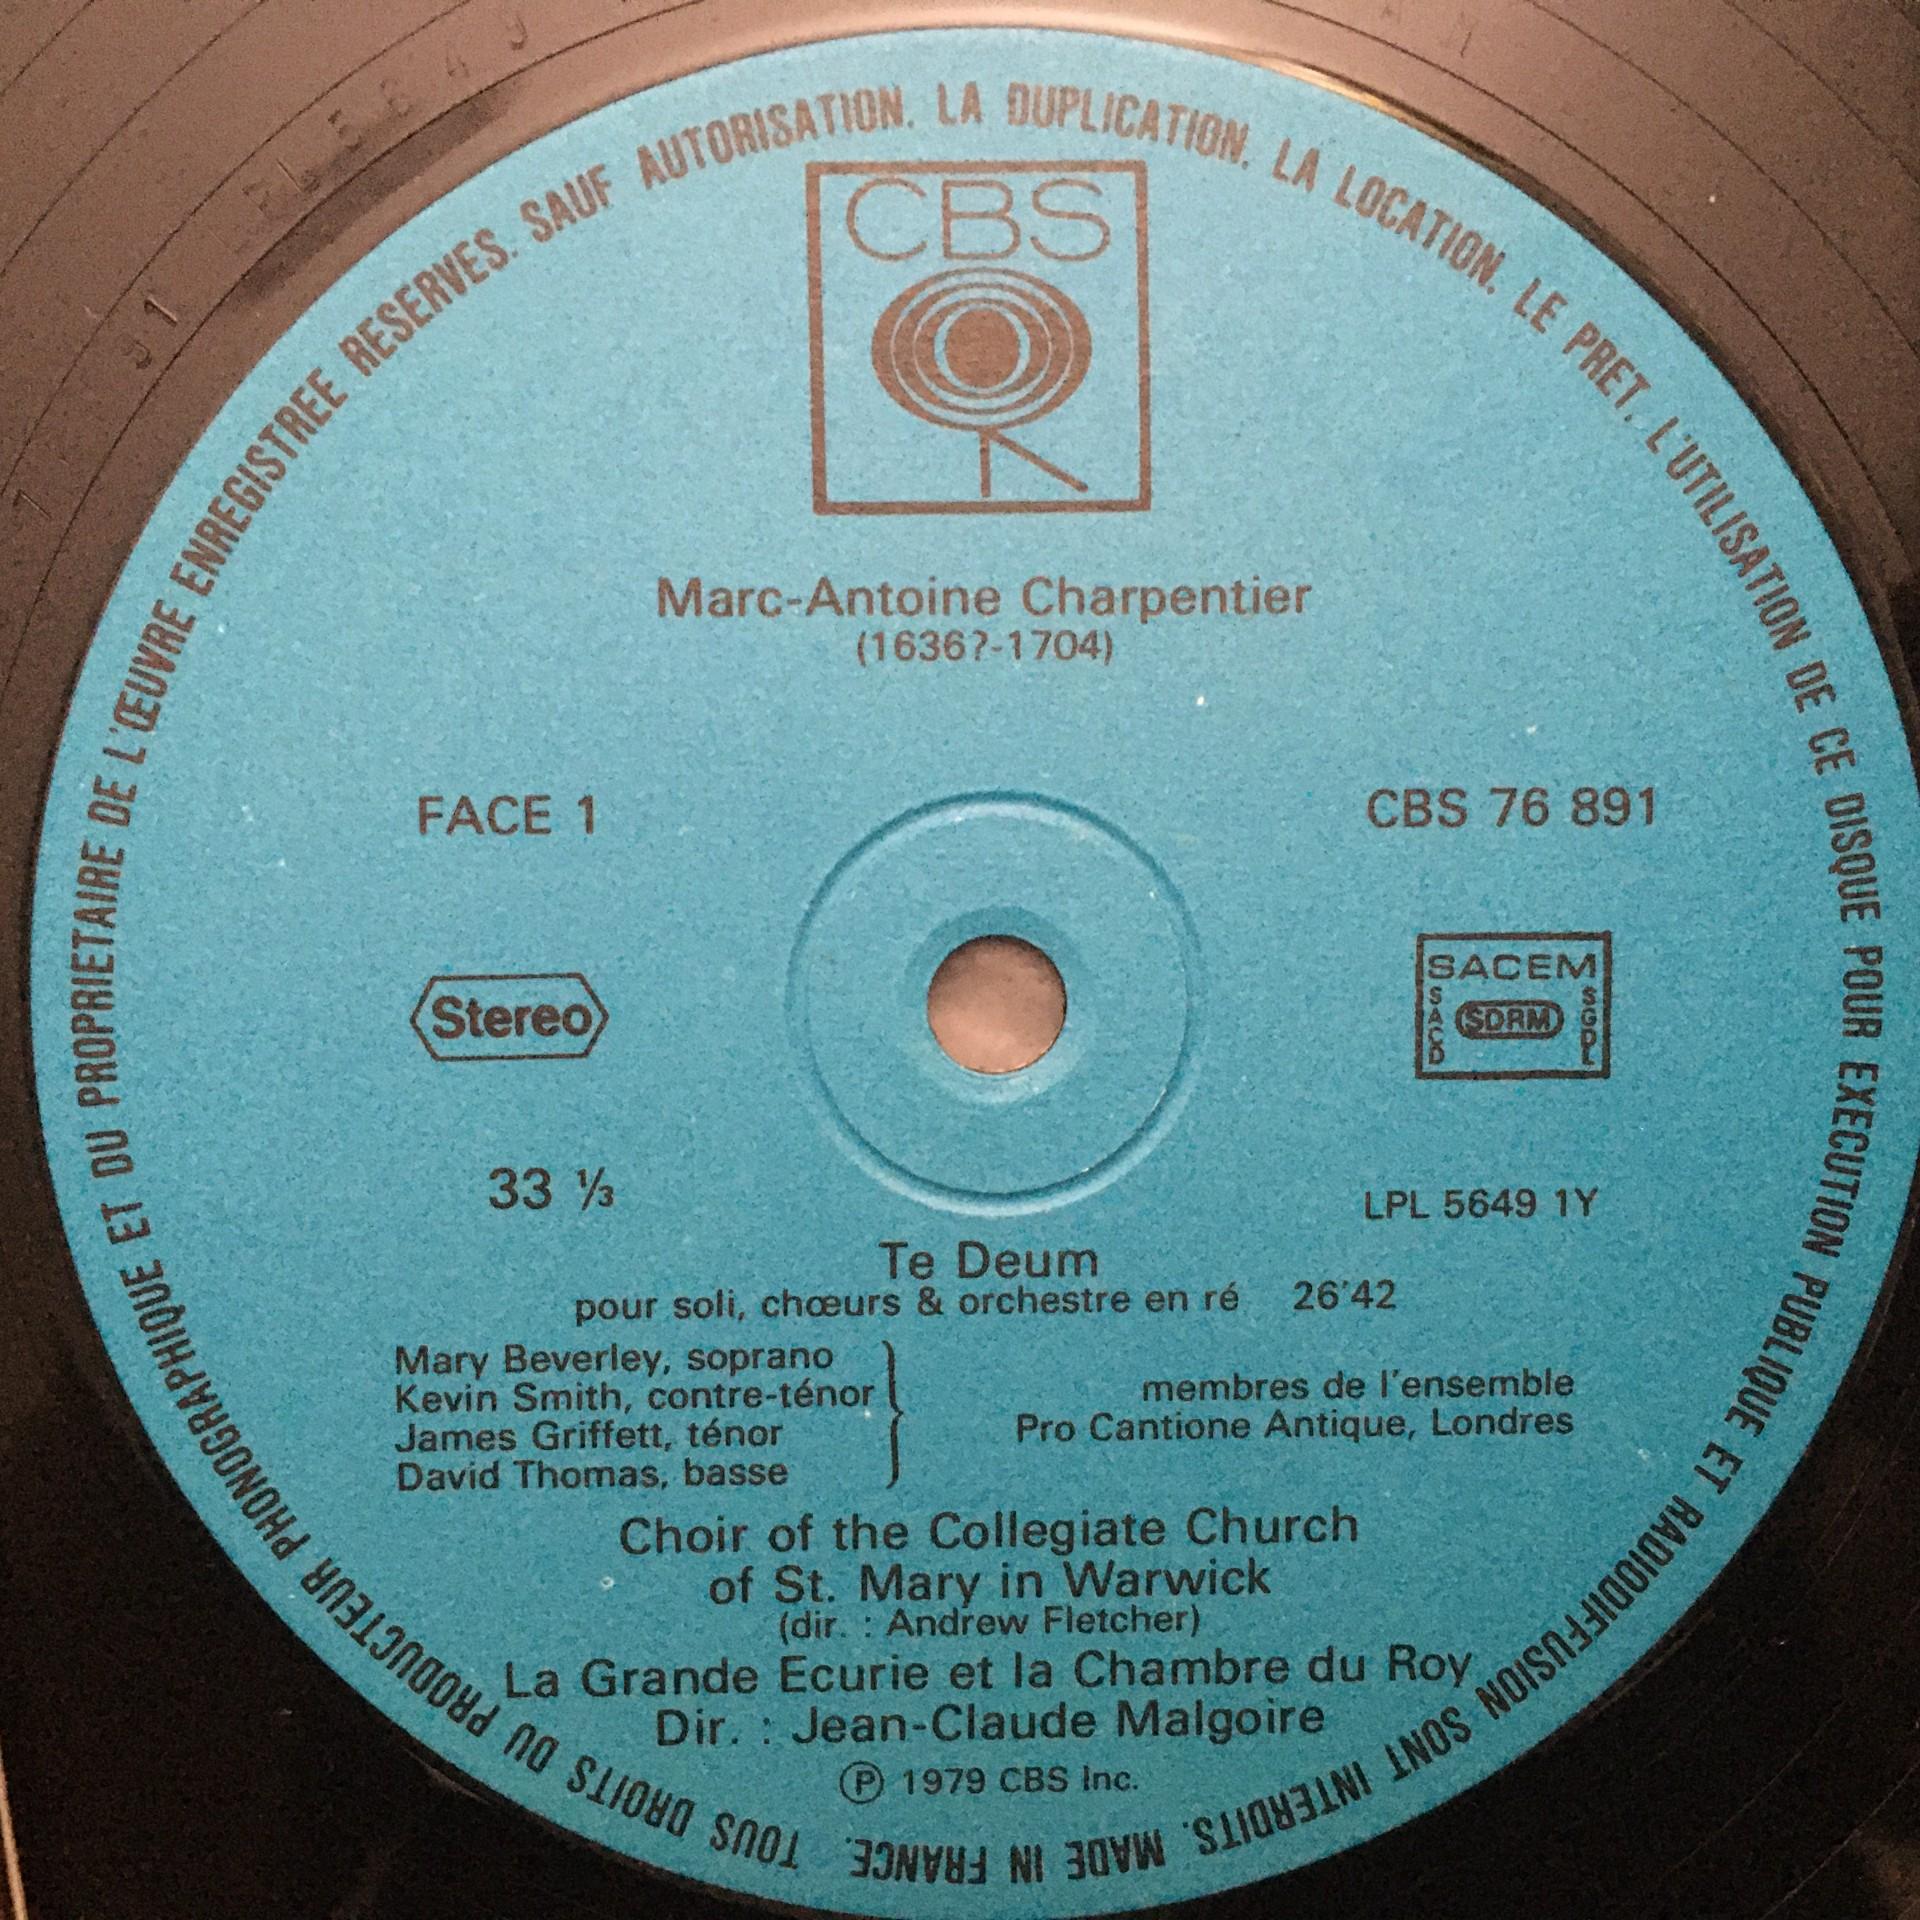 TOUS DROITS DU PRODUCTEUR PHONOGRAPHIQUE ET DU PROPRIETAIRE DE L'ŒUVRE ENREGISTREE RESERVES. SAUF AUTORISATION. LA DUPLICATION. LA LOCATION. LE PRET. L'UTILISATION DE CE DISQUE POUR EXECUTION PUBLIQUE ET RADIODIFFUSION SONT INTERDITS. MADE IN FRANCE.
CBS
Marc-Antoine Charpentier
(1636?-1704)
FACE 1
CBS 76 891
Stereo
SACEM
SACD
SDRM
SGDL
33 ⅓
LPL 5649 1Y
Te Deum
pour soli, chœurs & orchestre en ré 26'42
Mary Beverley, soprano
Kevin Smith, contre-ténor
James Griffett, ténor
David Thomas, basse
membres de l'ensemble
Pro Cantione Antique, Londres
Choir of the Collegiate Church
of St. Mary in Warwick
(dir. : Andrew Fletcher)
La Grande Ecurie et la Chambre du Roy
Dir. : Jean-Claude Malgoire
℗ 1979 CBS Inc.